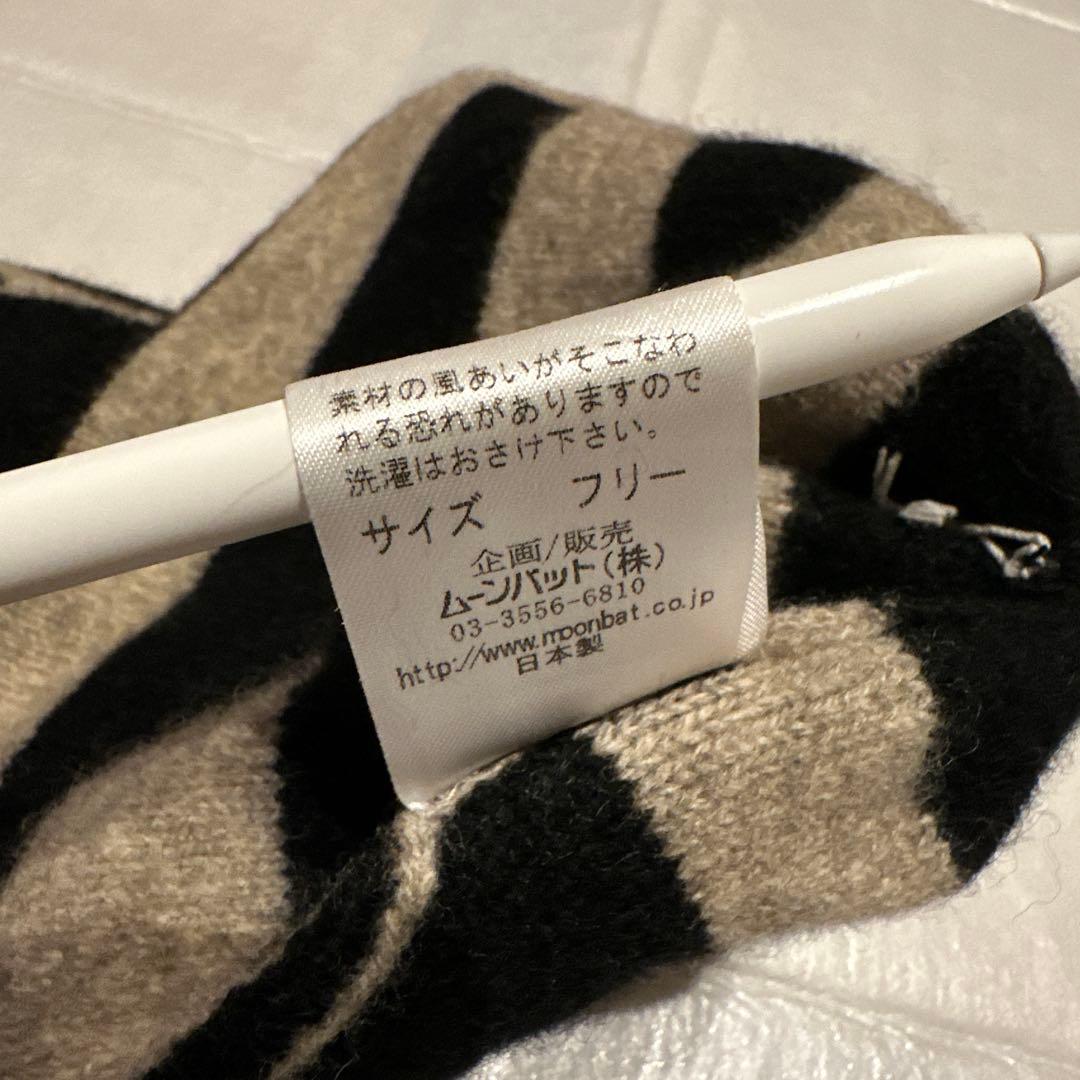 素材の風あいがそこなわ
れる恐れがありますので
洗濯はおさけ下さい。
サイズ フリー
企画/販売
ムーンバット(株)
03-3556-6810
http://www.moonbat.co.jp
日本製